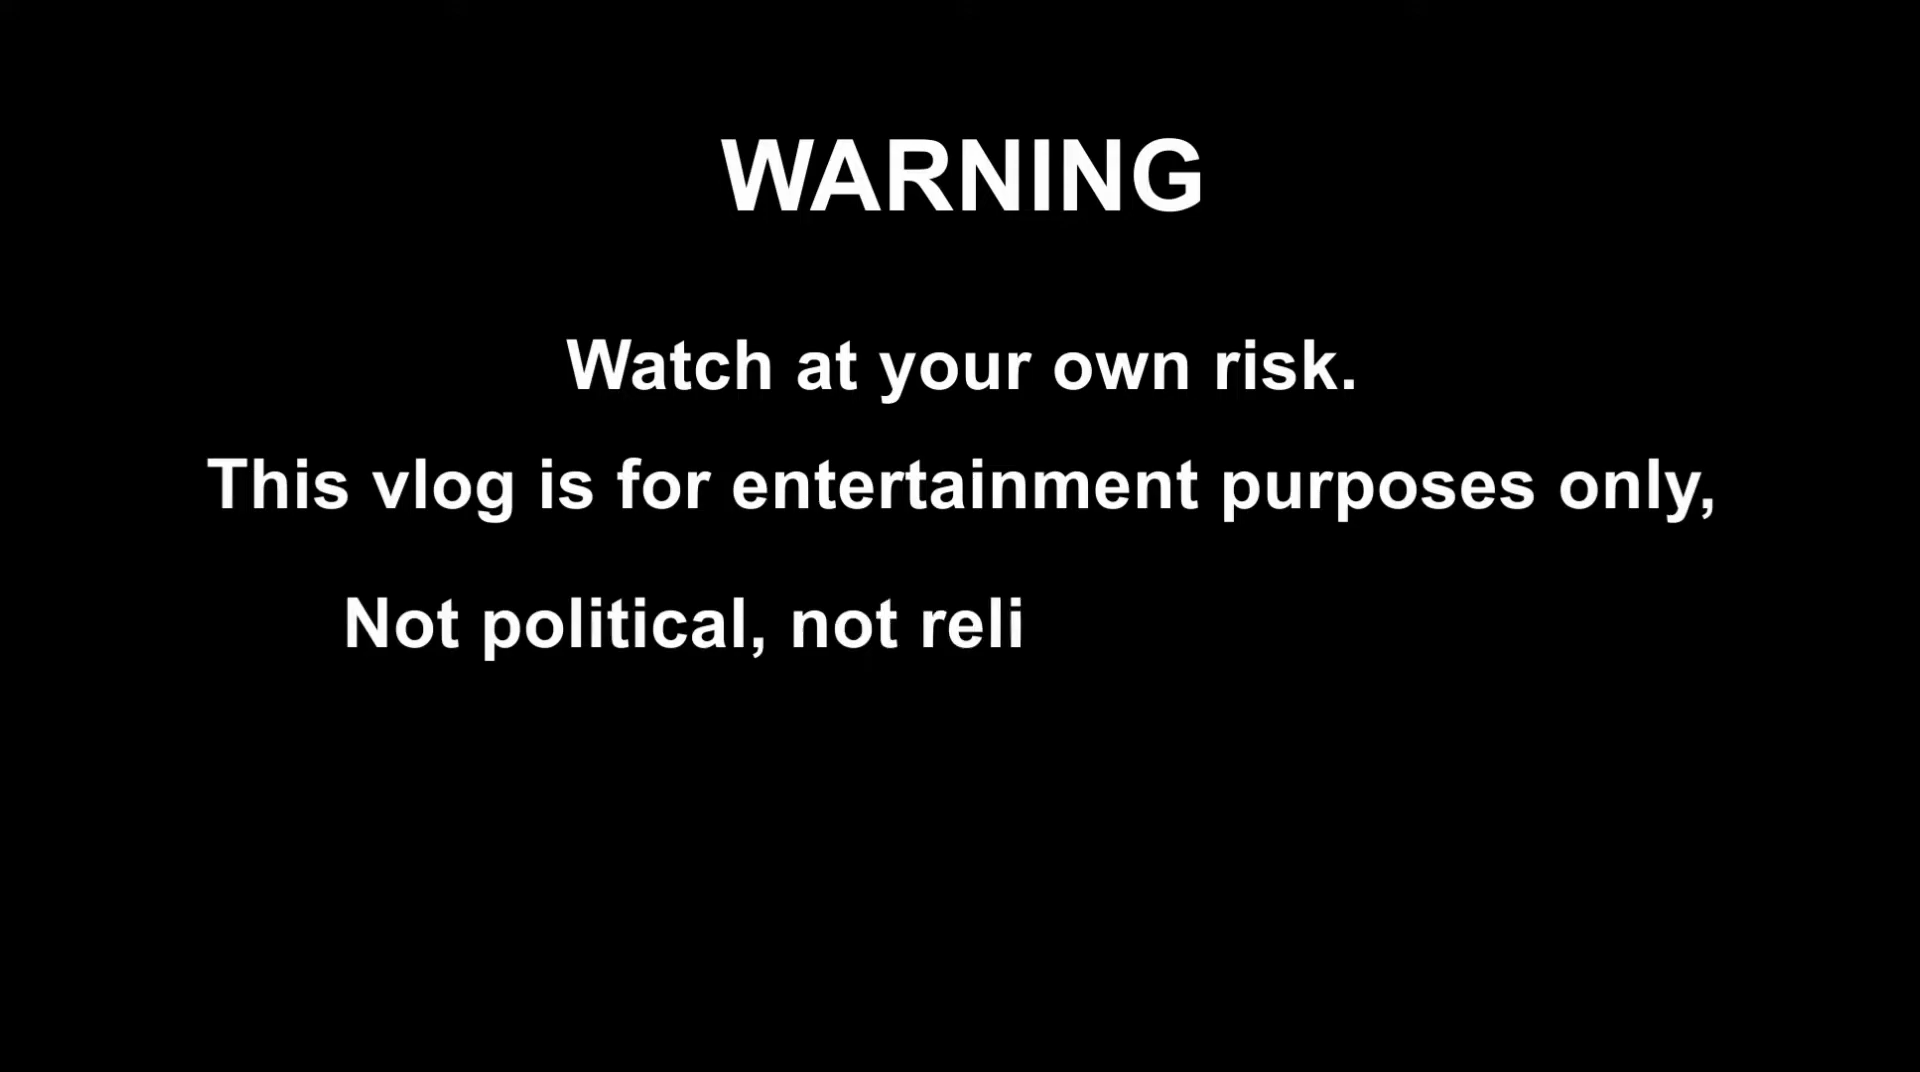 WARNING
Watch at your own risk.
This vlog is for entertainment purposes only,
Not political, not reli